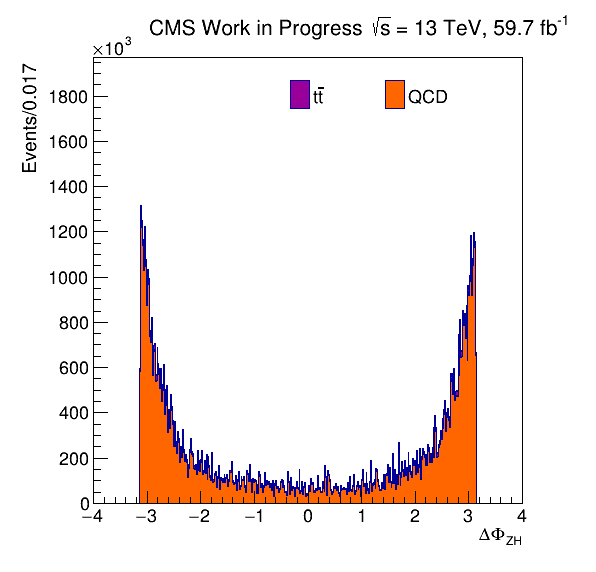 CMS Work in Progress √s = 13 TeV, 59.7 fb⁻¹
×10³
Events/0.017
1800
1600
1400
1200
1000
800
600
400
200
0
tt̄
QCD
−4 −3 −2 −1 0 1 2 3 4
ΔΦ_ZH